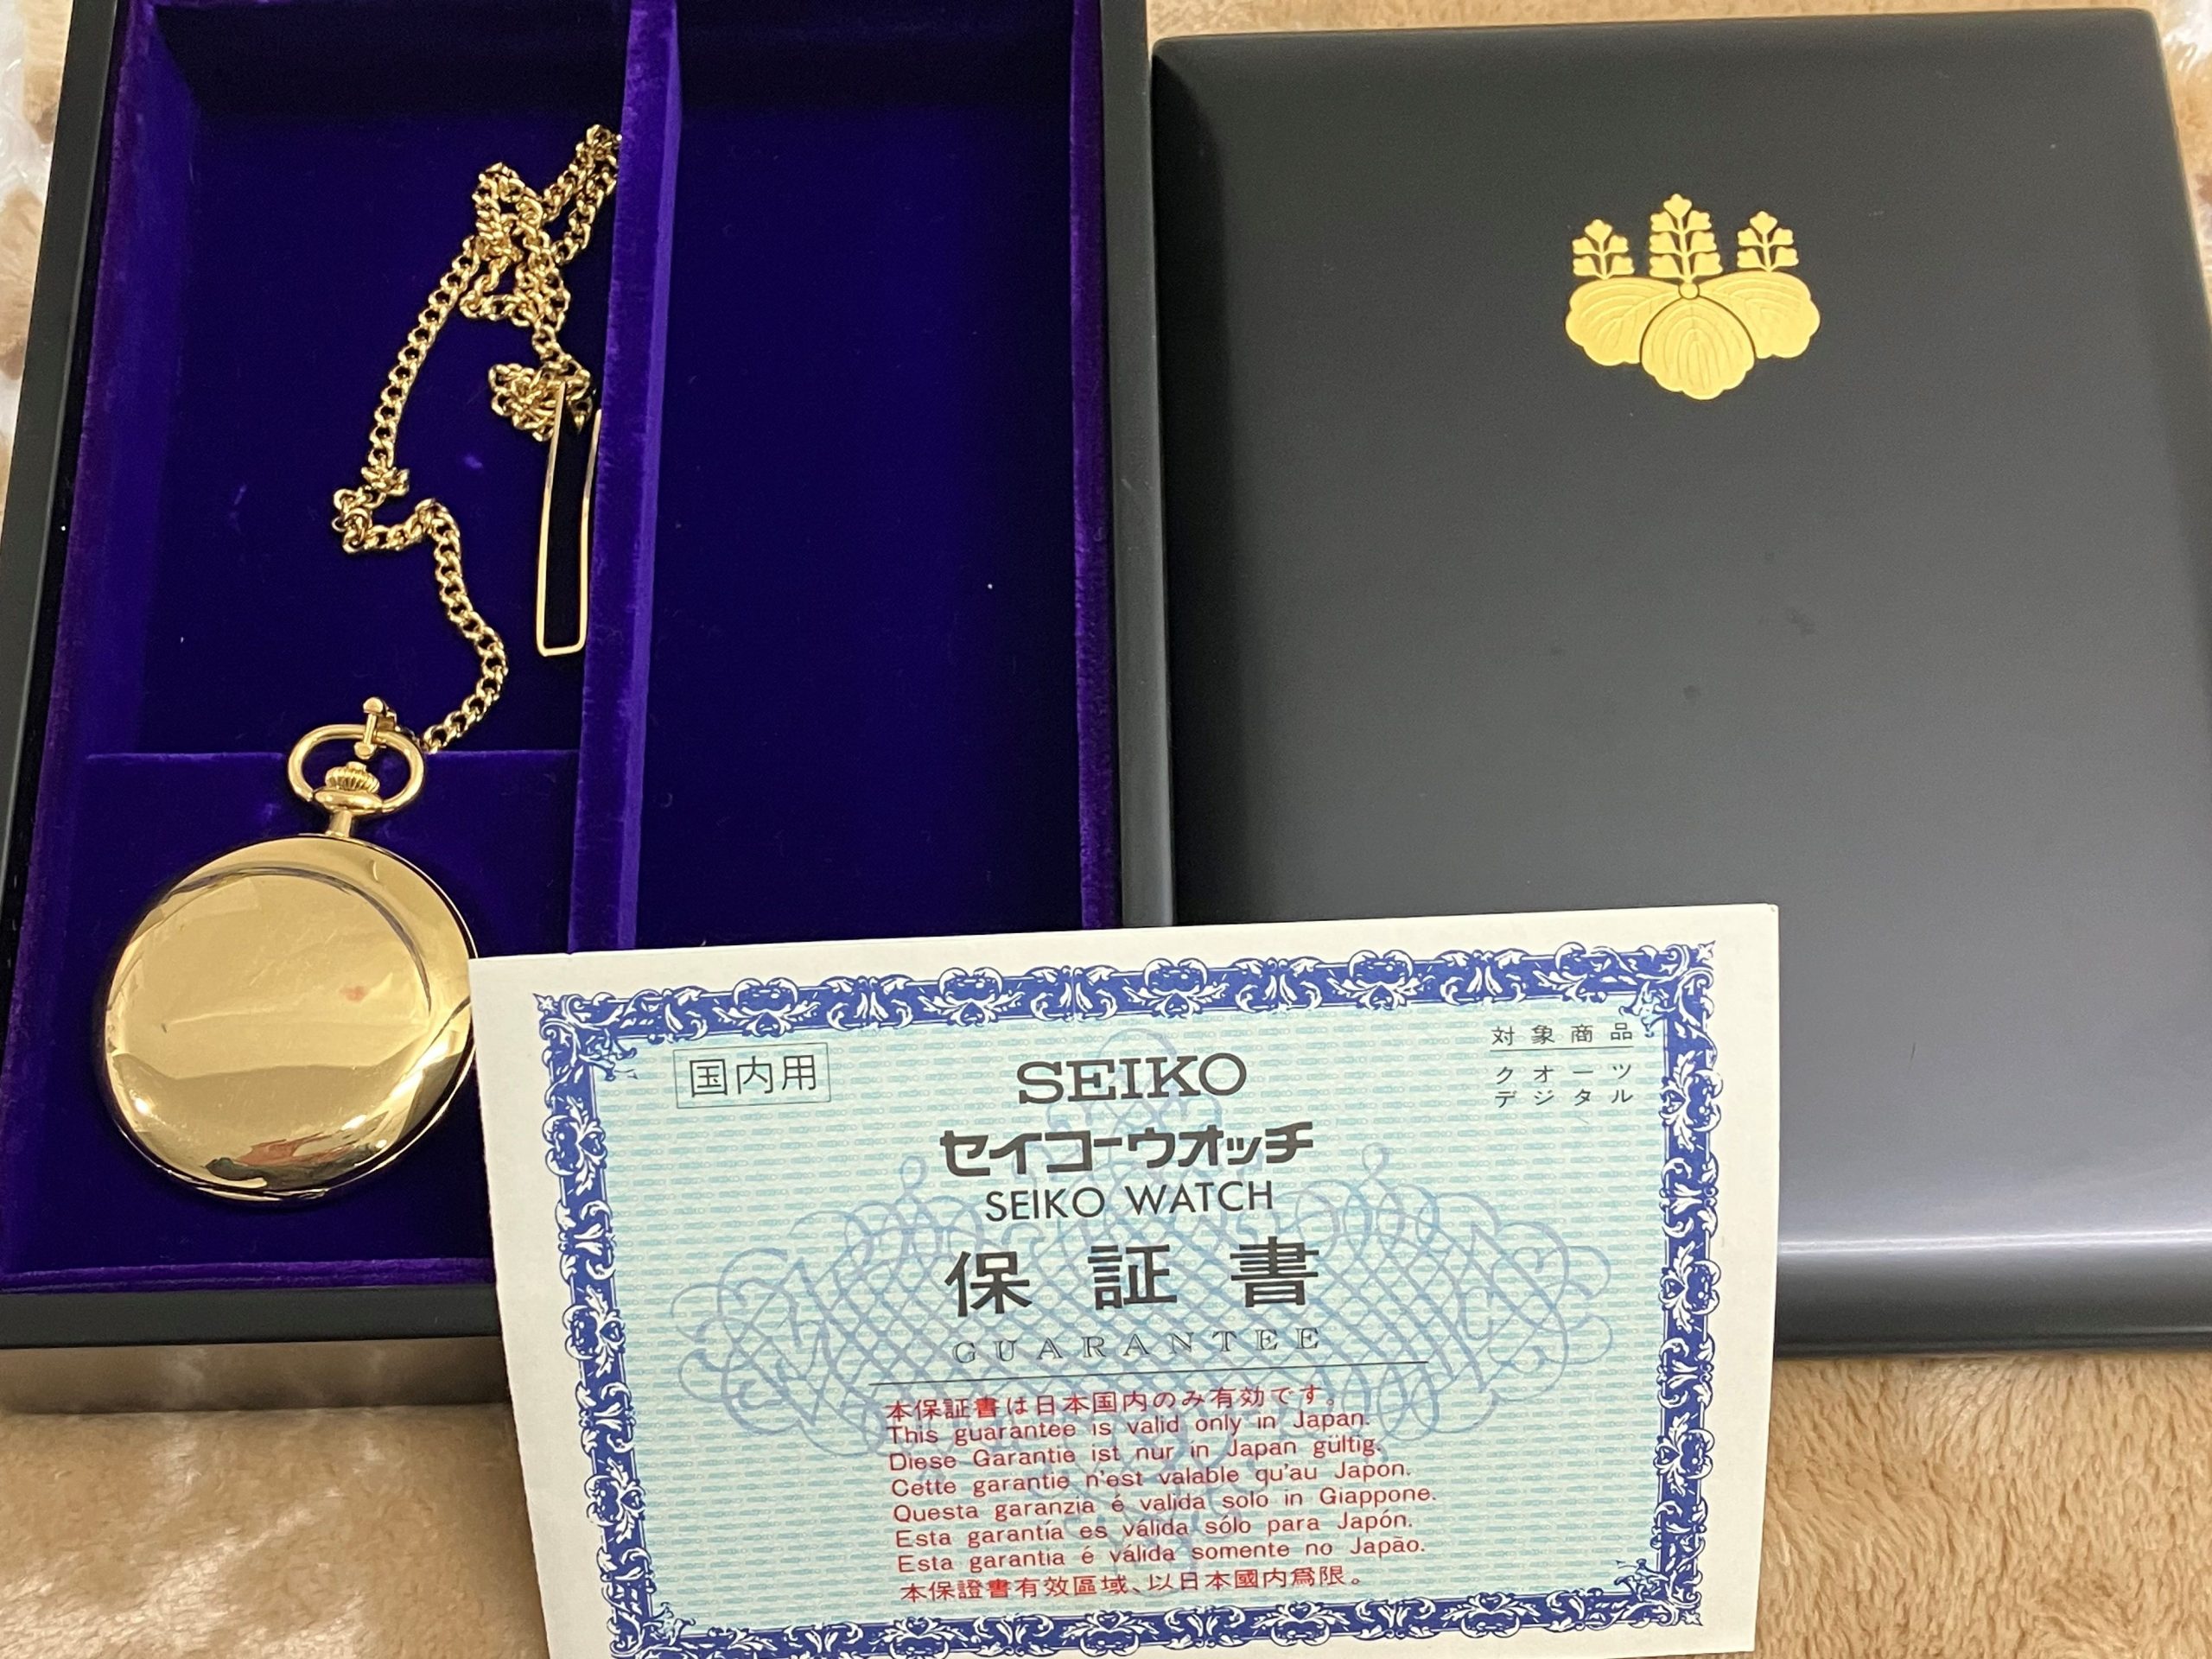 国内用
対象商品
クオーツ
デジタル
SEIKO
セイコーウオッチ
SEIKO WATCH
保証書
GUARANTEE
本保証書は日本国内のみ有効です。
This guarantee is valid only in Japan.
Diese Garantie ist nur in Japan gültig.
Cette garantie n'est valable qu'au Japon.
Questa garanzia é valida solo in Giappone.
Esta garantía es válida sólo para Japón.
Esta garantia é válida somente no Japão.
本保證書有效區域、以日本國内爲限。